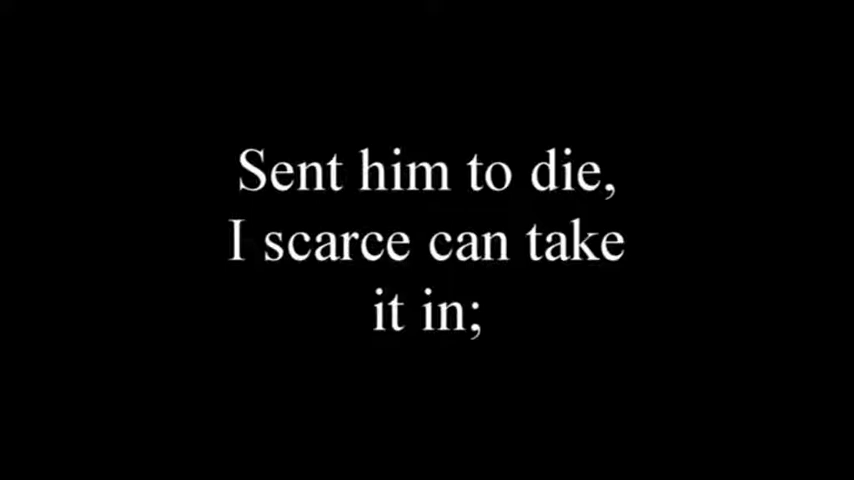 Sent him to die,
I scarce can take
it in;